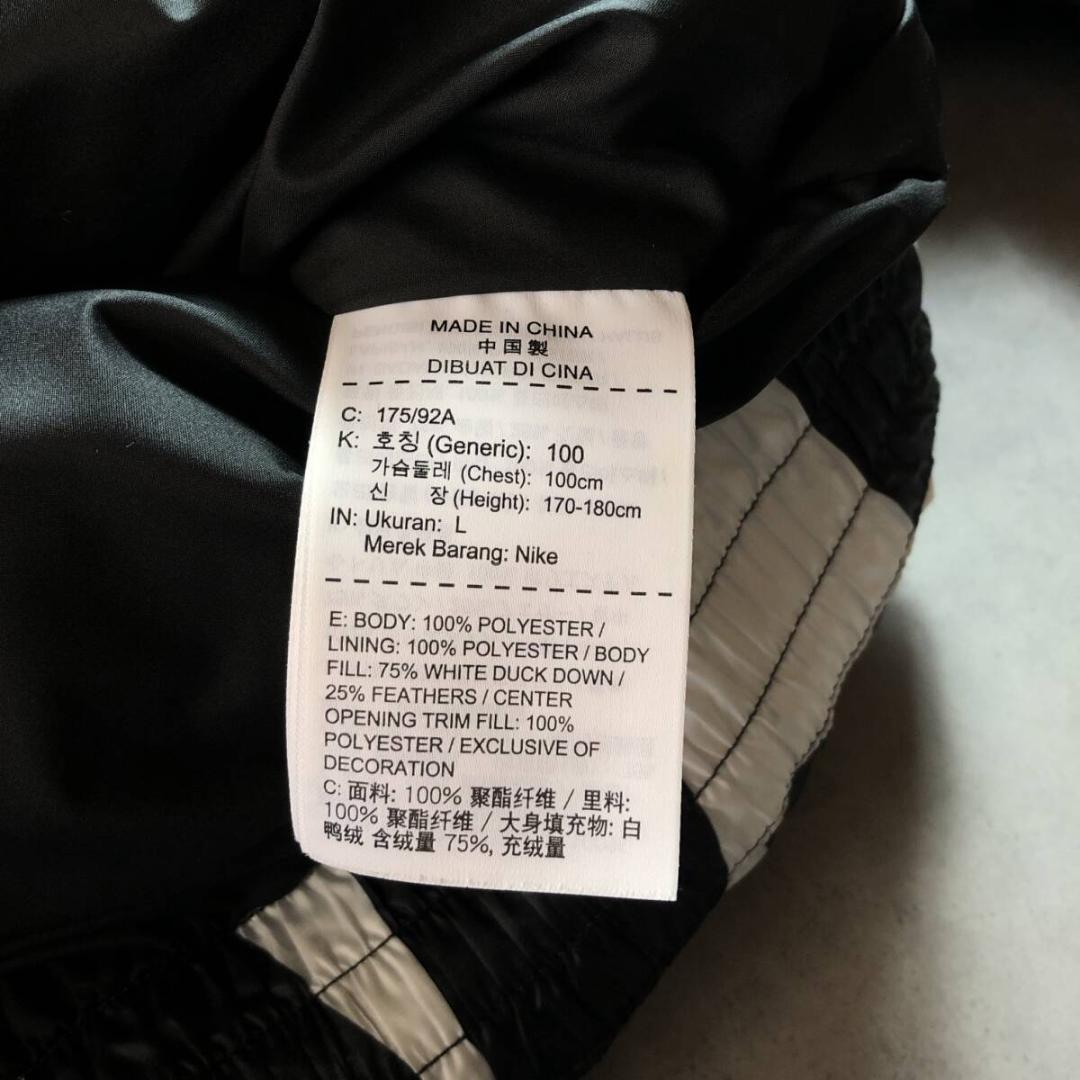 MADE IN CHINA
中国製
DIBUAT DI CINA
C: 175/92A
K: 호칭 (Generic): 100
가슴둘레 (Chest): 100cm
신 장 (Height): 170-180cm
IN: Ukuran: L
Merek Barang: Nike
E: BODY: 100% POLYESTER /
LINING: 100% POLYESTER / BODY
FILL: 75% WHITE DUCK DOWN /
25% FEATHERS / CENTER
OPENING TRIM FILL: 100%
POLYESTER / EXCLUSIVE OF
DECORATION
C: 面料: 100% 聚酯纤维 / 里料:
100% 聚酯纤维 / 大身填充物: 白
鸭绒 含绒量 75%, 充绒量